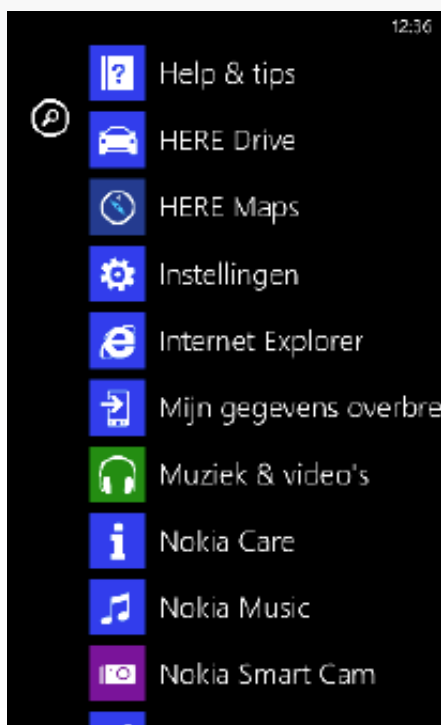 12:36
Help & tips
HERE Drive
HERE Maps
Instellingen
Internet Explorer
Mijn gegevens overbre
Muziek & video's
Nokia Care
Nokia Music
Nokia Smart Cam